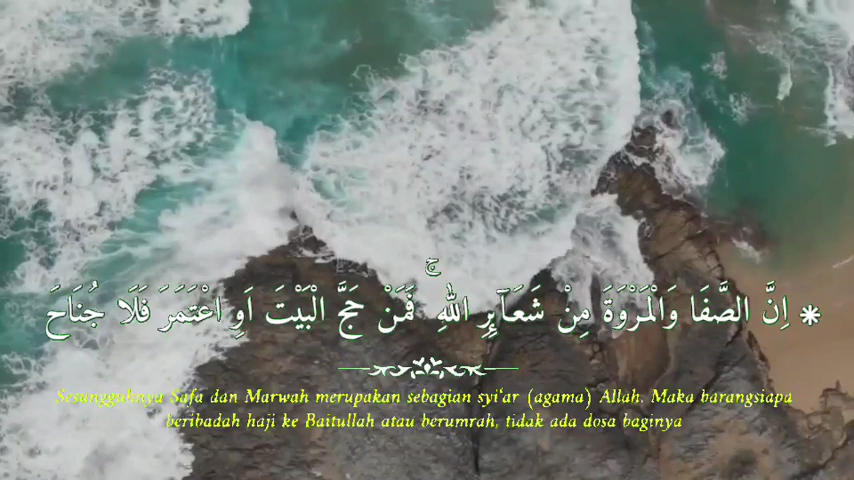 ۞ اِنَّ الصَّفَا وَالْمَرْوَةَ مِنْ شَعَاۤىِٕرِ اللّٰهِ ۚ فَمَنْ حَجَّ الْبَيْتَ اَوِ اعْتَمَرَ فَلَا جُنَاحَ
Sesungguhnya Safa dan Marwah merupakan sebagian syi‘ar (agama) Allah. Maka barangsiapa
beribadah haji ke Baitullah atau berumrah, tidak ada dosa baginya